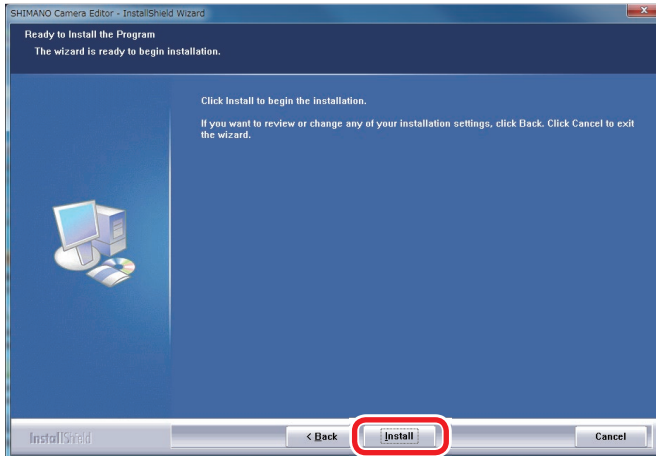 SHIMANO Camera Editor - InstallShield Wizard
Ready to Install the Program
The wizard is ready to begin installation.
Click Install to begin the installation.
If you want to review or change any of your installation settings, click Back. Click Cancel to exit
the wizard.
InstallShield
< Back
Install
Cancel